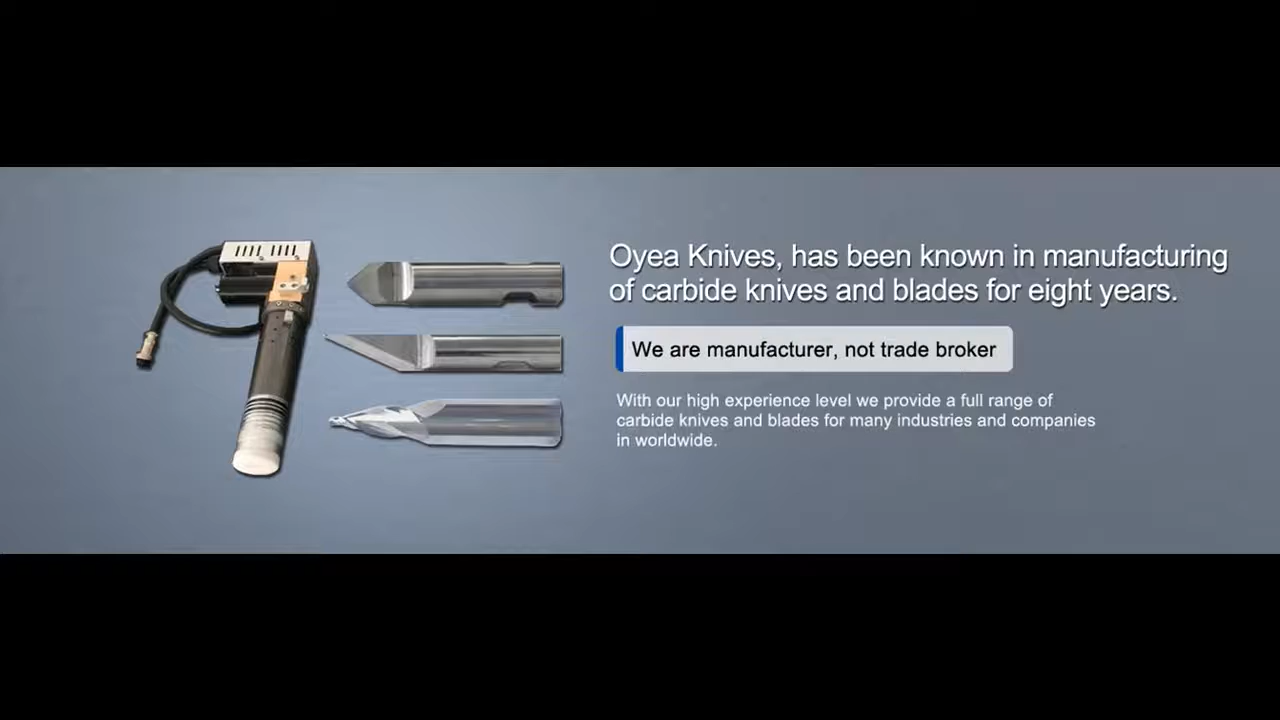 Oyea Knives, has been known in manufacturing
of carbide knives and blades for eight years.
We are manufacturer, not trade broker
With our high experience level we provide a full range of
carbide knives and blades for many industries and companies
in worldwide.